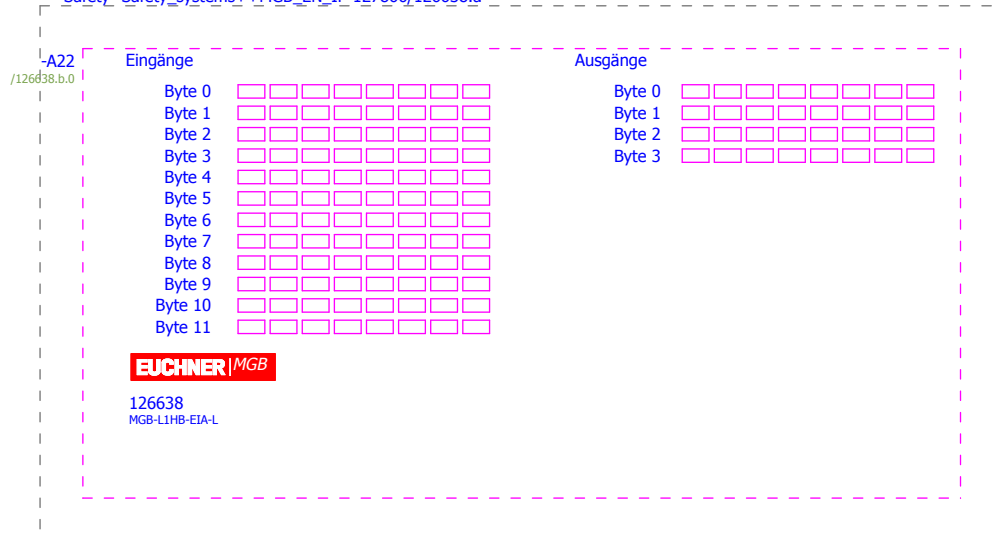 -A22
/126638.b.0
Eingänge
Byte 0
Byte 1
Byte 2
Byte 3
Byte 4
Byte 5
Byte 6
Byte 7
Byte 8
Byte 9
Byte 10
Byte 11
Ausgänge
Byte 0
Byte 1
Byte 2
Byte 3
EUCHNER MGB
126638
MGB-L1HB-EIA-L